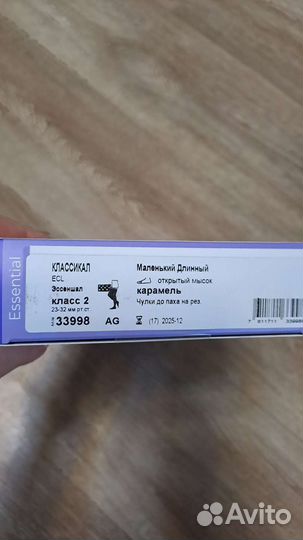 Essential
КЛАССИКАЛ
ECL
Эссеншал
класс 2
23-32 мм рт.ст.
33998 AG
Маленький Длинный
открытый мысок
карамель
Чулки до паха на рез.
(17) 2025-12
Avito